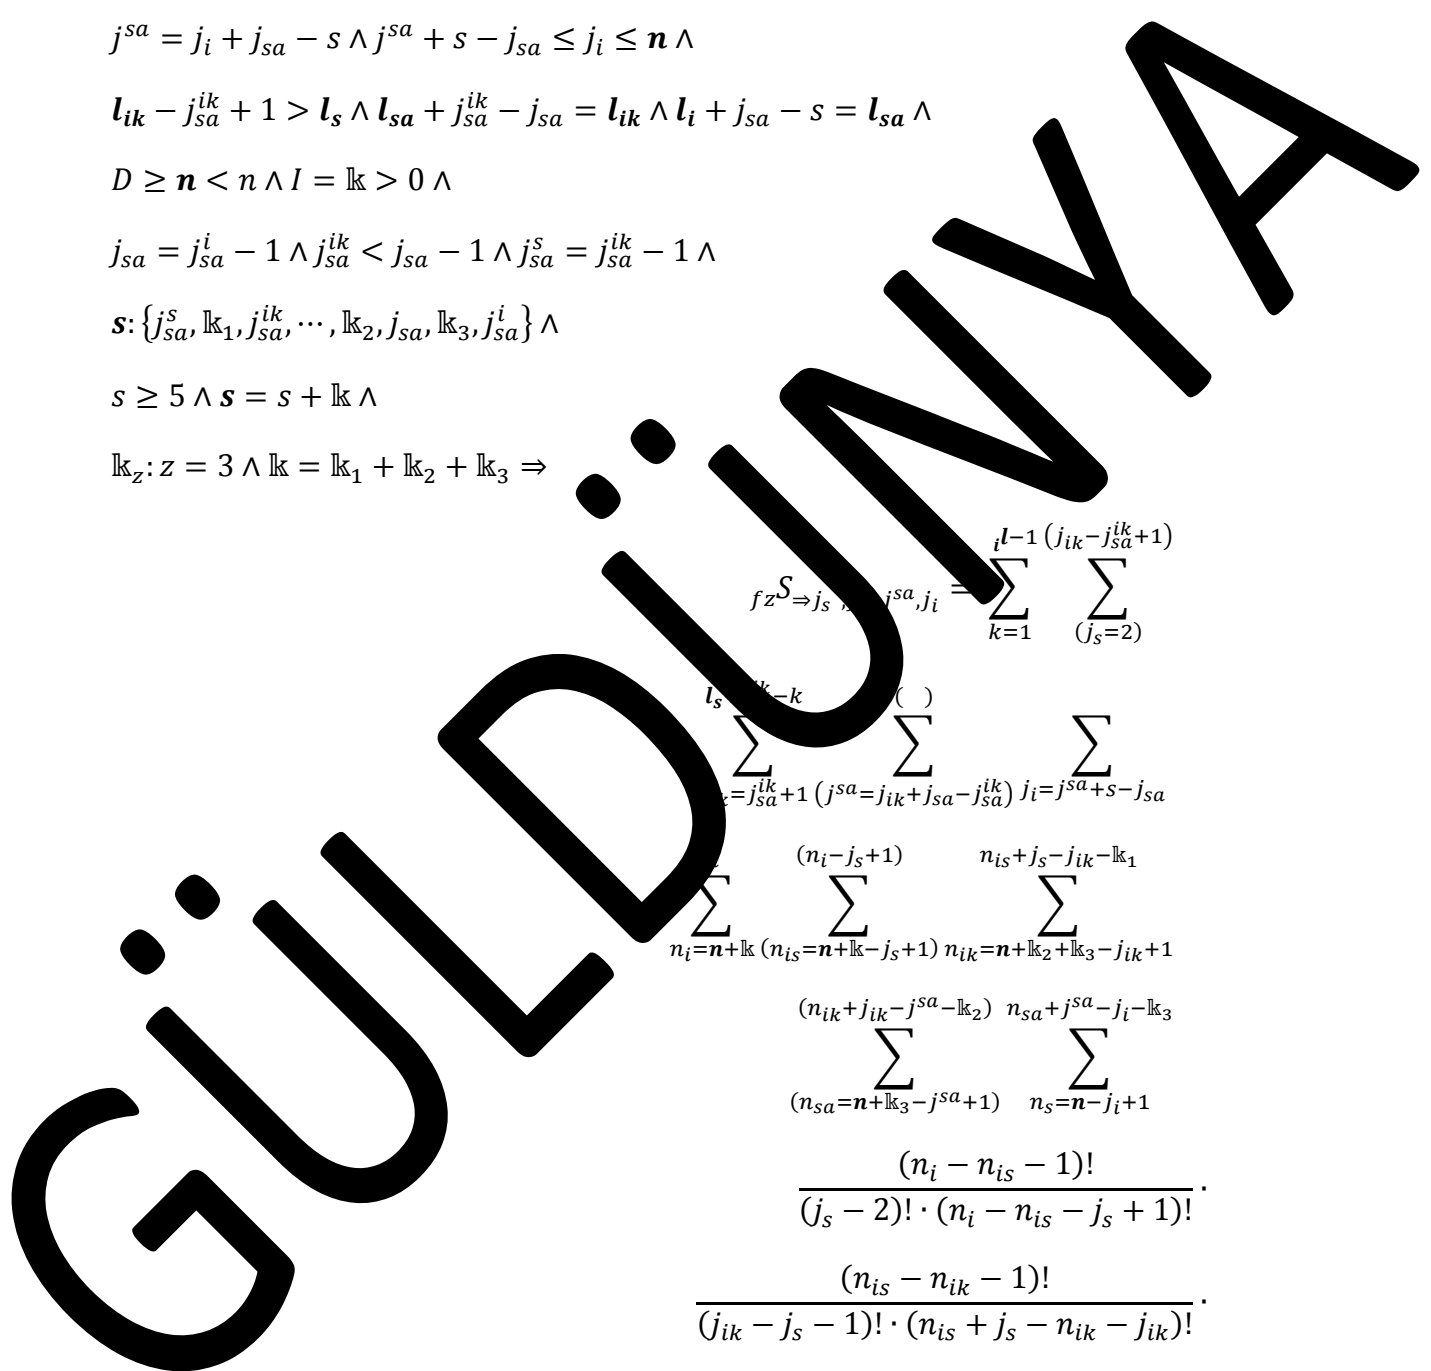 j^{sa} = j_i + j_{sa} − s ∧ j^{sa} + s − j_{sa} ≤ j_i ≤ n ∧
l_{ik} − j_{sa}^{ik} + 1 > l_s ∧ l_{sa} + j_{sa}^{ik} − j_{sa} = l_{ik} ∧ l_i + j_{sa} − s = l_{sa} ∧
D ≥ n < n ∧ I = 𝕜 > 0 ∧
j_{sa} = j_{sa}^{i} − 1 ∧ j_{sa}^{ik} < j_{sa} − 1 ∧ j_{sa}^{s} = j_{sa}^{ik} − 1 ∧
s: {j_{sa}^{s}, 𝕜_1, j_{sa}^{ik}, ⋯, 𝕜_2, j_{sa}, 𝕜_3, j_{sa}^{i}} ∧
s ≥ 5 ∧ s = s + 𝕜 ∧
𝕜_z: z = 3 ∧ 𝕜 = 𝕜_1 + 𝕜_2 + 𝕜_3 ⇒
_{fz}S_{⇒j_s, j^{sa}, j_i} = ∑_{k=1}^{_{i}l−1} ∑_{(j_s=2)}^{(j_{ik}−j_{sa}^{ik}+1)}
∑_{=j_{sa}^{ik}+1}^{l_s −k} ∑_{(j^{sa}=j_{ik}+j_{sa}−j_{sa}^{ik})}^{( )} ∑_{j_i=j^{sa}+s−j_{sa}}
∑_{n_i=n+𝕜} ∑_{(n_{is}=n+𝕜−j_s+1)}^{(n_i−j_s+1)} ∑_{n_{ik}=n+𝕜_2+𝕜_3−j_{ik}+1}^{n_{is}+j_s−j_{ik}−𝕜_1}
∑_{(n_{sa}=n+𝕜_3−j^{sa}+1)}^{(n_{ik}+j_{ik}−j^{sa}−𝕜_2)} ∑_{n_s=n−j_i+1}^{n_{sa}+j^{sa}−j_i−𝕜_3}
(n_i − n_{is} − 1)!
(j_s − 2)! · (n_i − n_{is} − j_s + 1)! ·
(n_{is} − n_{ik} − 1)!
(j_{ik} − j_s − 1)! · (n_{is} + j_s − n_{ik} − j_{ik})! ·
GÜLDÜNYA